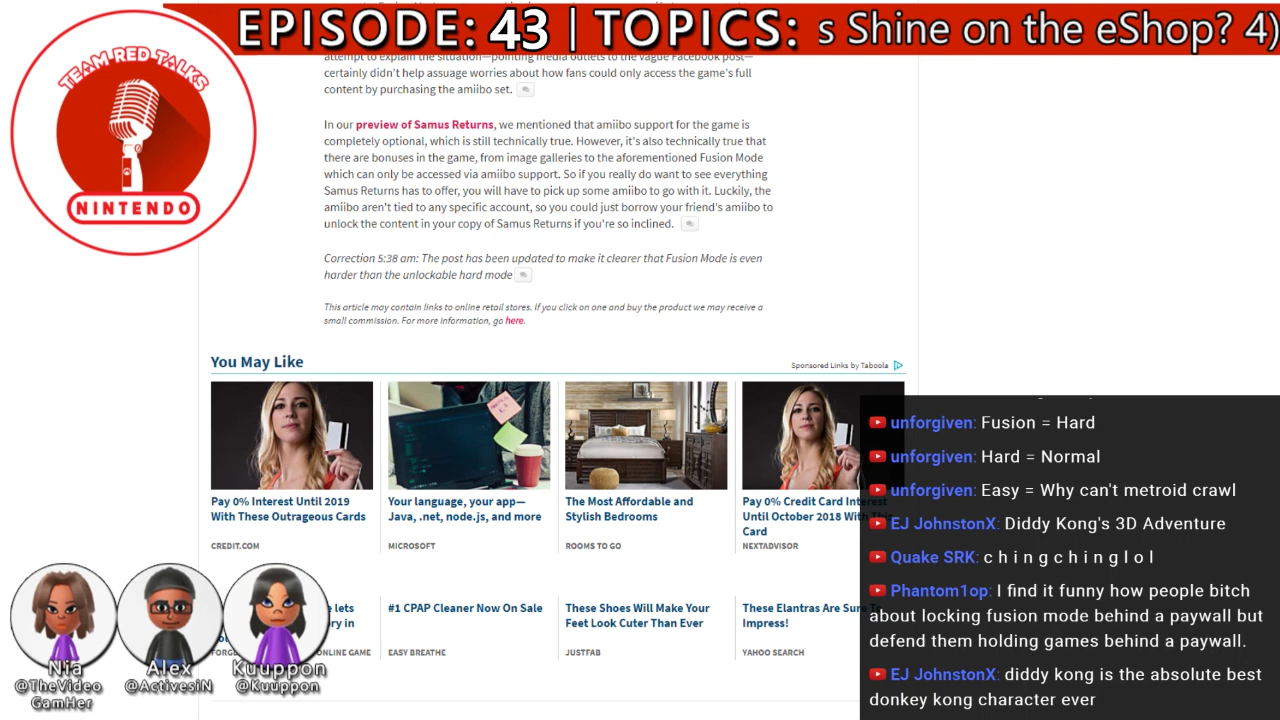 EPISODE: 43 | TOPICS: s Shine on the eShop? 4)
TEAM RED TALKS
NINTENDO
attempt to explain the situation—pointing media outlets to the vague Facebook post—
certainly didn't help assuage worries about how fans could only access the game's full
content by purchasing the amiibo set.
In our preview of Samus Returns, we mentioned that amiibo support for the game is
completely optional, which is still technically true. However, it's also technically true that
there are bonuses in the game, from image galleries to the aforementioned Fusion Mode
which can only be accessed via amiibo support. So if you really do want to see everything
Samus Returns has to offer, you will have to pick up some amiibo to go with it. Luckily, the
amiibo aren't tied to any specific account, so you could just borrow your friend's amiibo to
unlock the content in your copy of Samus Returns if you're so inclined.
Correction 5:38 am: The post has been updated to make it clearer that Fusion Mode is even
harder than the unlockable hard mode
This article may contain links to online retail stores. If you click on one and buy the product we may receive a
small commission. For more information, go here.
You May Like
Sponsored Links by Taboola
Pay 0% Interest Until 2019
With These Outrageous Cards
CREDIT.COM
Your language, your app—
Java, .net, node.js, and more
MICROSOFT
The Most Affordable and
Stylish Bedrooms
ROOMS TO GO
Pay 0% Credit Card Interest
Until October 2018 With This
Card
NEXTADVISOR
e lets
ry in
ONLINE GAME
#1 CPAP Cleaner Now On Sale
EASY BREATHE
These Shoes Will Make Your
Feet Look Cuter Than Ever
JUSTFAB
These Elantras Are Sure To
Impress!
YAHOO SEARCH
Nia
@TheVideo
GamHer
Alex
@ActivesiN
Kuuppon
@Kuuppon
unforgiven: Fusion = Hard
unforgiven: Hard = Normal
unforgiven: Easy = Why can't metroid crawl
EJ JohnstonX: Diddy Kong's 3D Adventure
Quake SRK: c h i n g c h i n g l o l
Phantom1op: I find it funny how people bitch
about locking fusion mode behind a paywall but
defend them holding games behind a paywall.
EJ JohnstonX: diddy kong is the absolute best
donkey kong character ever